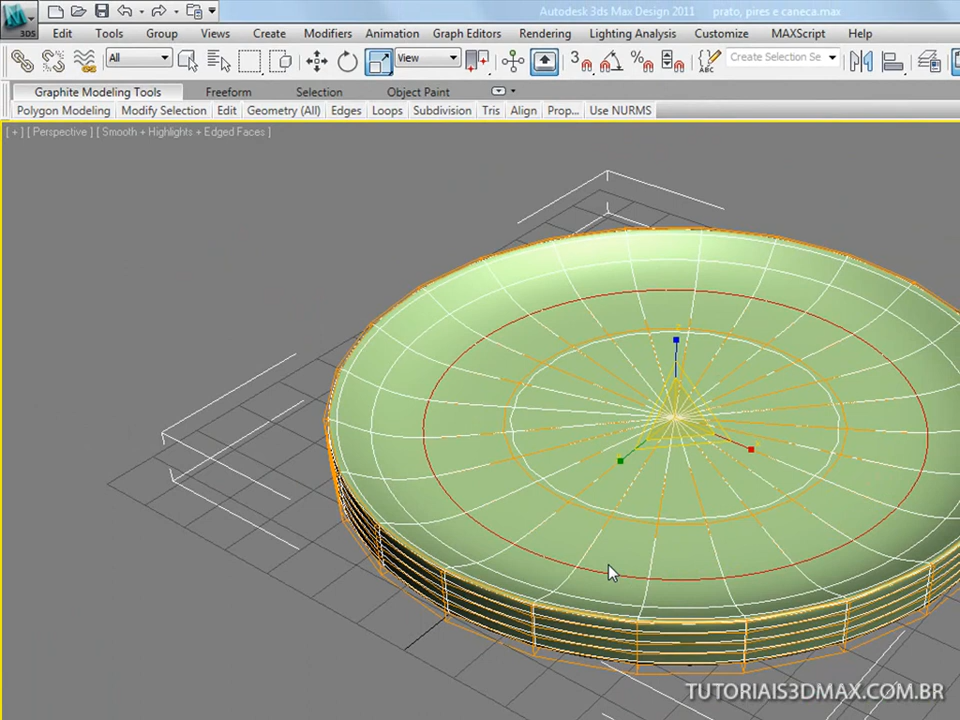 Autodesk 3ds Max Design 2011 prato, pires e caneca.max
3DS
Edit Tools Group Views Create Modifiers Animation Graph Editors Rendering Lighting Analysis Customize MAXScript Help
All View 3 % ABC Create Selection Se
Graphite Modeling Tools Freeform Selection Object Paint
Polygon Modeling Modify Selection Edit Geometry (All) Edges Loops Subdivision Tris Align Prop... Use NURMS
[ + ] [ Perspective ] [ Smooth + Highlights + Edged Faces ]
TUTORIAIS3DMAX.COM.BR